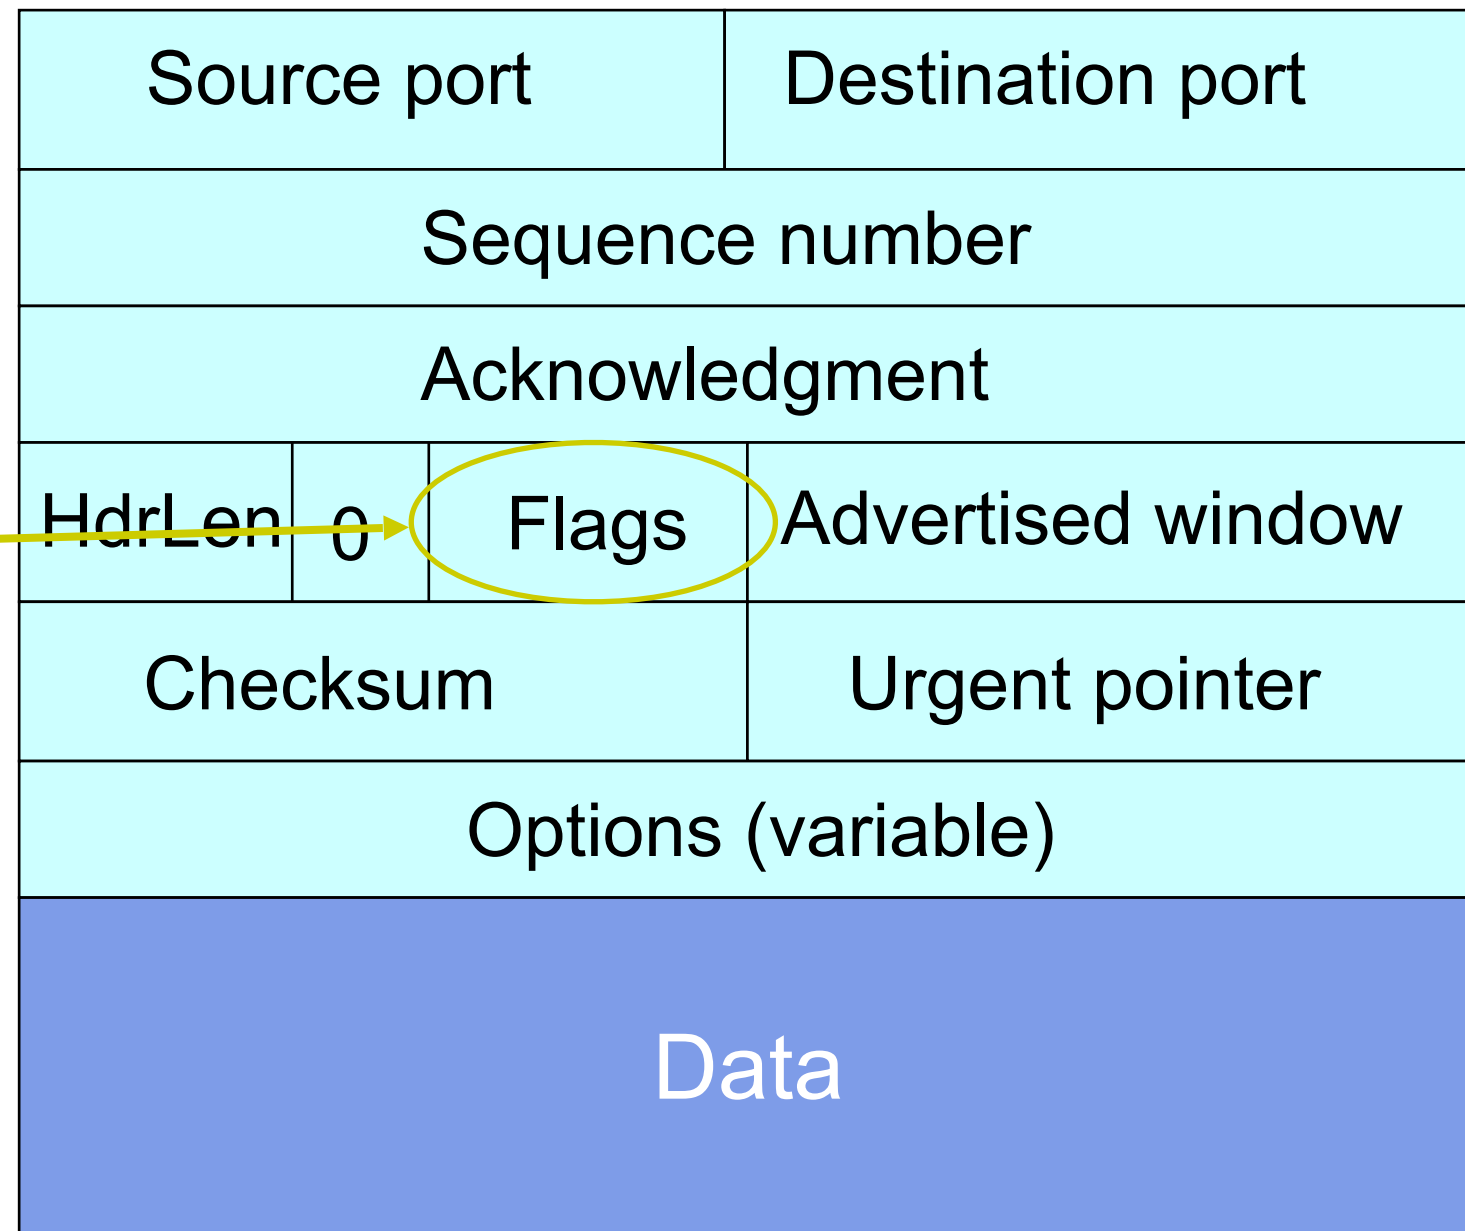 Source port Destination port
Sequence number
Acknowledgment
HdrLen 0 Flags Advertised window
Checksum Urgent pointer
Options (variable)
Data